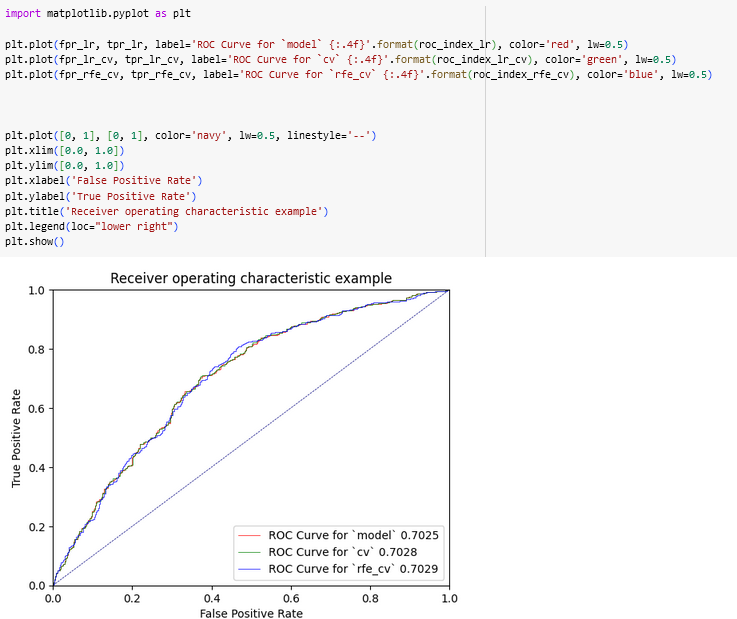 import matplotlib.pyplot as plt
plt.plot(fpr_lr, tpr_lr, label='ROC Curve for `model` {:.4f}'.format(roc_index_lr), color='red', lw=0.5)
plt.plot(fpr_lr_cv, tpr_lr_cv, label='ROC Curve for `cv` {:.4f}'.format(roc_index_lr_cv), color='green', lw=0.5)
plt.plot(fpr_rfe_cv, tpr_rfe_cv, label='ROC Curve for `rfe_cv` {:.4f}'.format(roc_index_rfe_cv), color='blue', lw=0.5)
plt.plot([0, 1], [0, 1], color='navy', lw=0.5, linestyle='--')
plt.xlim([0.0, 1.0])
plt.ylim([0.0, 1.0])
plt.xlabel('False Positive Rate')
plt.ylabel('True Positive Rate')
plt.title('Receiver operating characteristic example')
plt.legend(loc="lower right")
plt.show()
Receiver operating characteristic example
1.0
0.8
0.6
0.4
0.2
0.0
True Positive Rate
ROC Curve for `model` 0.7025
ROC Curve for `cv` 0.7028
ROC Curve for `rfe_cv` 0.7029
0.0 0.2 0.4 0.6 0.8 1.0
False Positive Rate